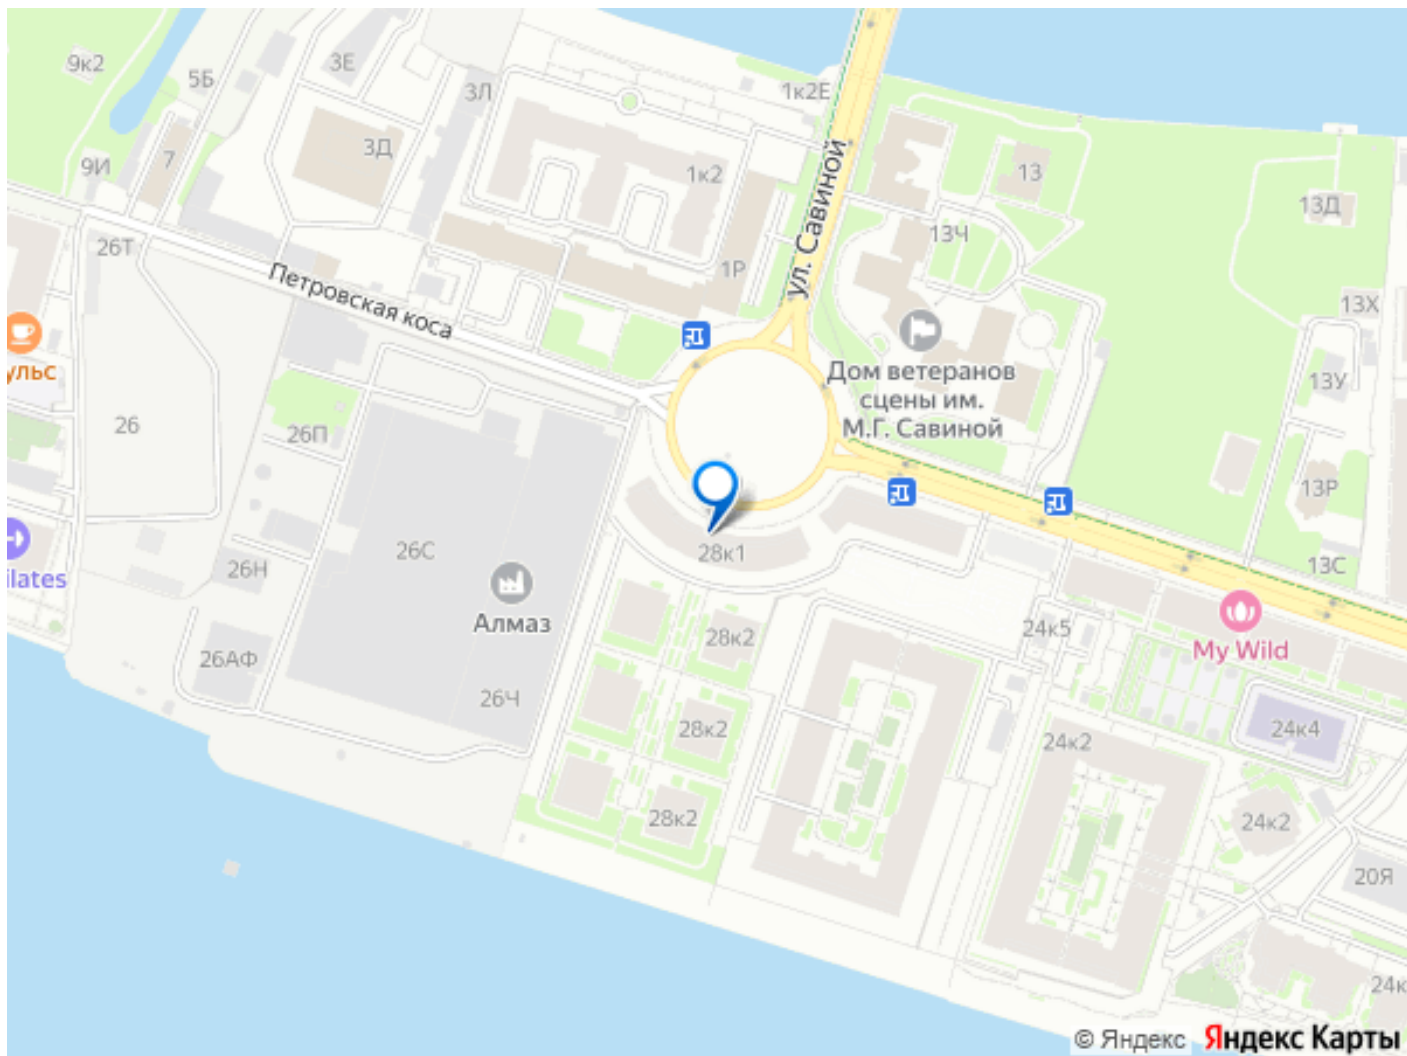 9к2
5Б
3Е
3Л
1к2Е
9И
7
3Д
1к2
ул. Савиной
13
13Д
26Т
1Р
13Ч
Петровская коса
13Х
Дом ветеранов
сцены им.
М.Г. Савиной
13У
26
26П
13Р
26С
28к1
26Н
13С
ilates
Алмаз
28к2
24к5
My Wild
26АФ
26Ч
28к2
24к2
24к4
28к2
24к2
20Я
24к
© Яндекс Яндекс Карты
ульс